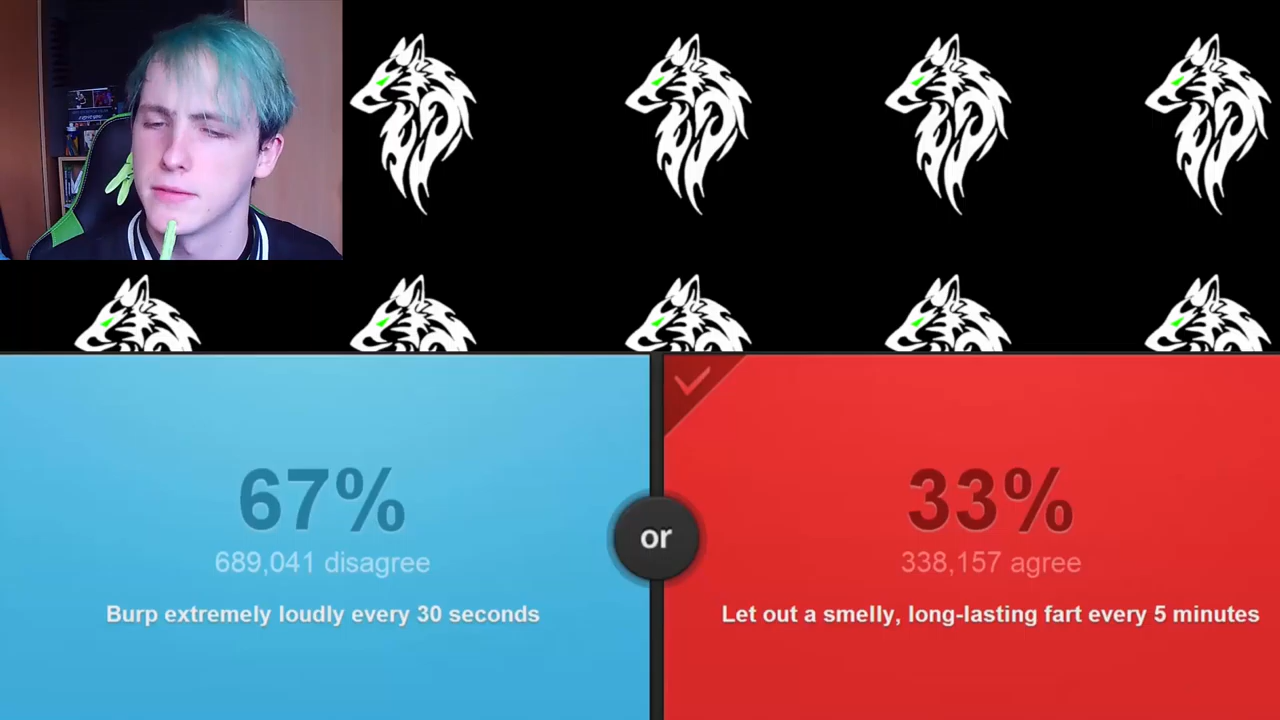 67%
689,041 disagree
Burp extremely loudly every 30 seconds
or
33%
338,157 agree
Let out a smelly, long-lasting fart every 5 minutes